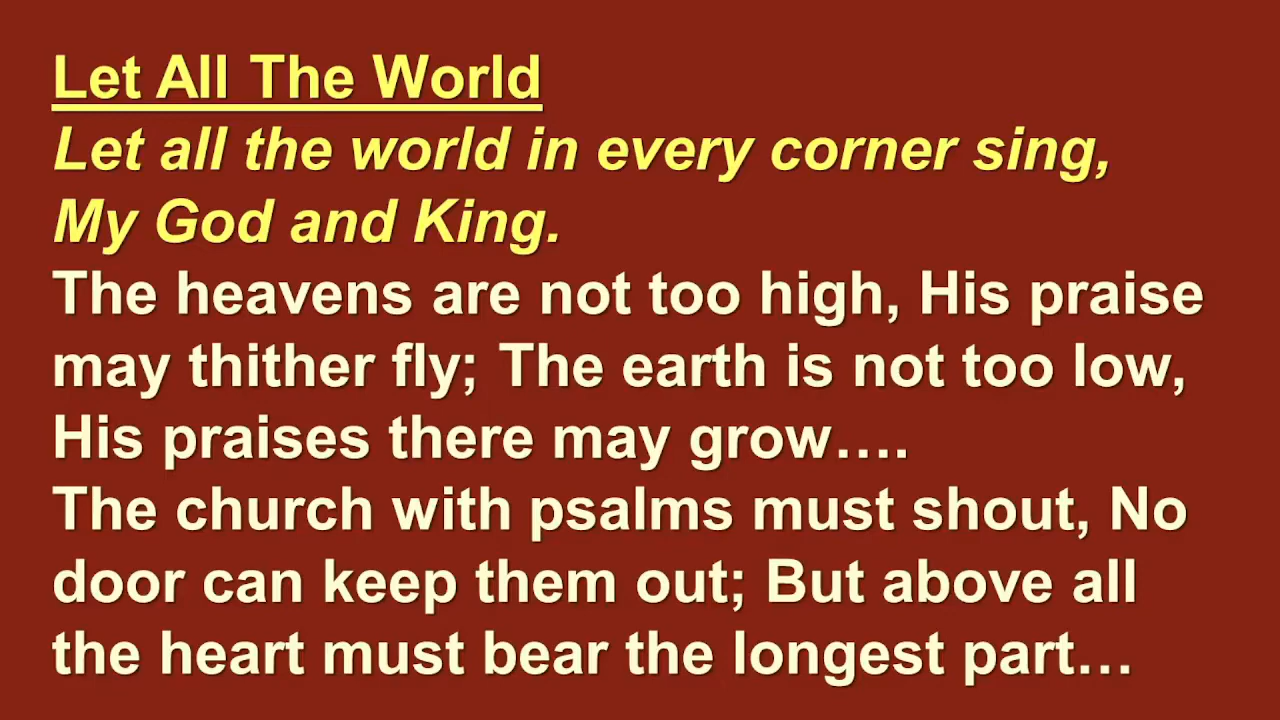 Let All The World
Let all the world in every corner sing,
My God and King.
The heavens are not too high, His praise
may thither fly; The earth is not too low,
His praises there may grow….
The church with psalms must shout, No
door can keep them out; But above all
the heart must bear the longest part…